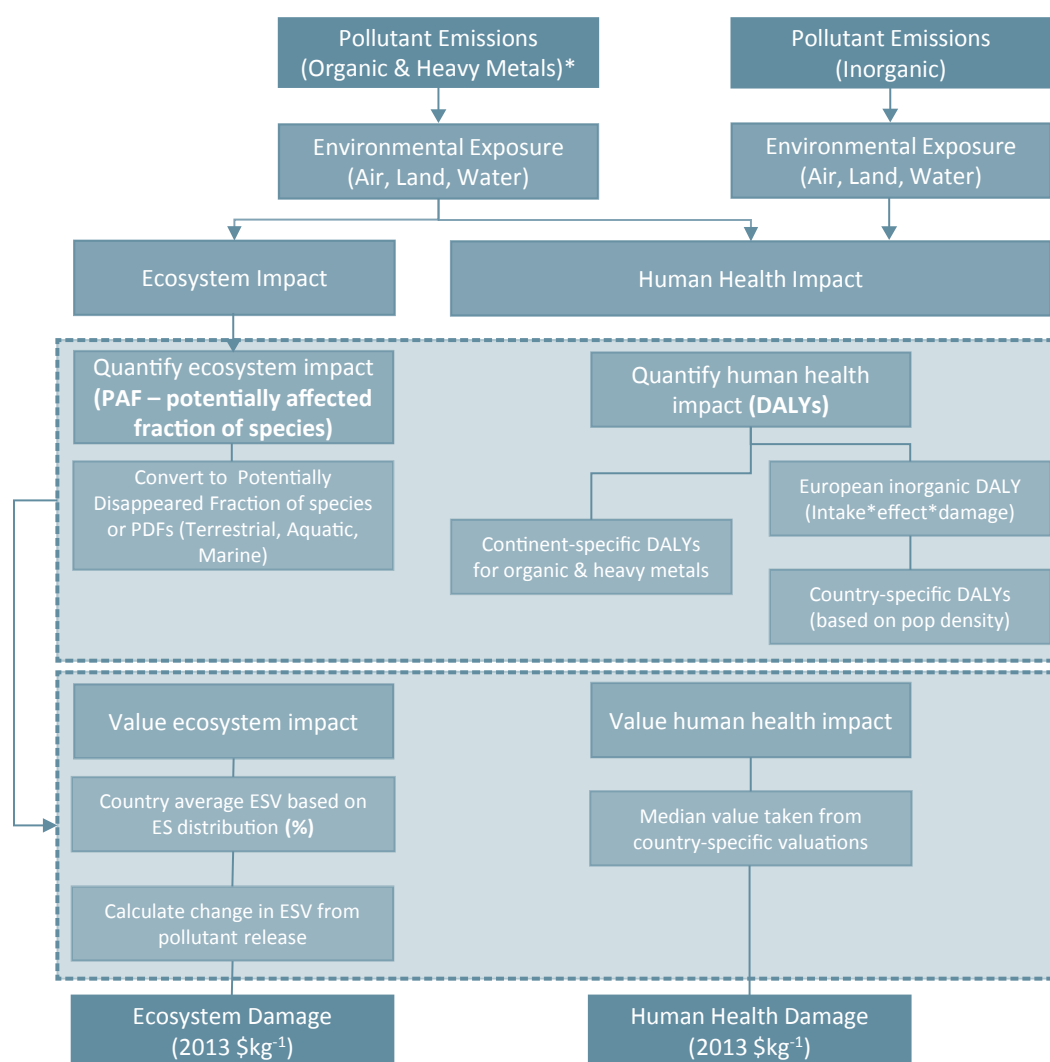 Pollutant Emissions
(Organic & Heavy Metals)*
Pollutant Emissions
(Inorganic)
Environmental Exposure
(Air, Land, Water)
Environmental Exposure
(Air, Land, Water)
Ecosystem Impact
Human Health Impact
Quantify ecosystem impact
(PAF – potentially affected
fraction of species)
Quantify human health
impact (DALYs)
Convert to Potentially
Disappeared Fraction of species
or PDFs (Terrestrial, Aquatic,
Marine)
Continent-specific DALYs
for organic & heavy metals
European inorganic DALY
(Intake*effect*damage)
Country-specific DALYs
(based on pop density)
Value ecosystem impact
Value human health impact
Country average ESV based on
ES distribution (%)
Median value taken from
country-specific valuations
Calculate change in ESV from
pollutant release
Ecosystem Damage
(2013 $kg-1)
Human Health Damage
(2013 $kg-1)